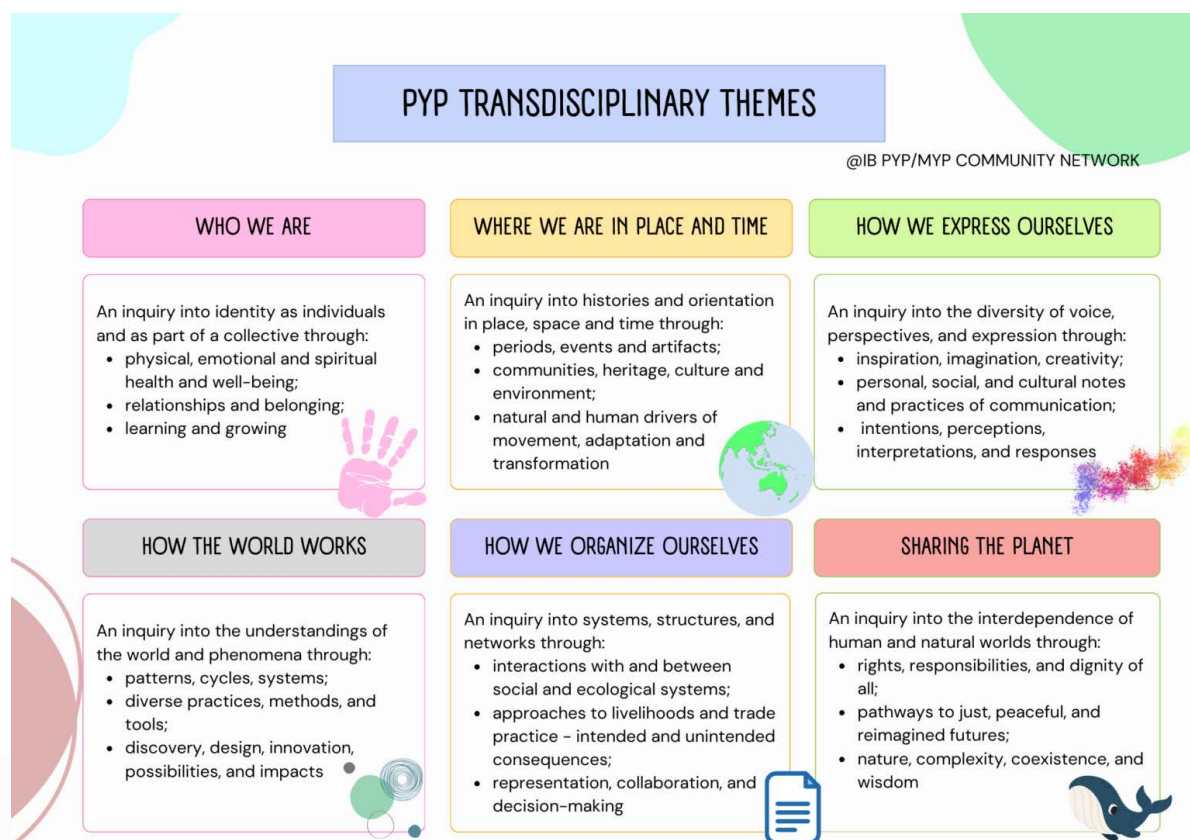 PYP TRANSDISCIPLINARY THEMES
@IB PYP/MYP COMMUNITY NETWORK
WHO WE ARE
An inquiry into identity as individuals
and as part of a collective through:
• physical, emotional and spiritual
health and well-being;
• relationships and belonging;
• learning and growing
WHERE WE ARE IN PLACE AND TIME
An inquiry into histories and orientation
in place, space and time through:
• periods, events and artifacts;
• communities, heritage, culture and
environment;
• natural and human drivers of
movement, adaptation and
transformation
HOW WE EXPRESS OURSELVES
An inquiry into the diversity of voice,
perspectives, and expression through:
• inspiration, imagination, creativity;
• personal, social, and cultural notes
and practices of communication;
• intentions, perceptions,
interpretations, and responses
HOW THE WORLD WORKS
An inquiry into the understandings of
the world and phenomena through:
• patterns, cycles, systems;
• diverse practices, methods, and
tools;
• discovery, design, innovation,
possibilities, and impacts
HOW WE ORGANIZE OURSELVES
An inquiry into systems, structures, and
networks through:
• interactions with and between
social and ecological systems;
• approaches to livelihoods and trade
practice - intended and unintended
consequences;
• representation, collaboration, and
decision-making
SHARING THE PLANET
An inquiry into the interdependence of
human and natural worlds through:
• rights, responsibilities, and dignity of
all;
• pathways to just, peaceful, and
reimagined futures;
• nature, complexity, coexistence, and
wisdom